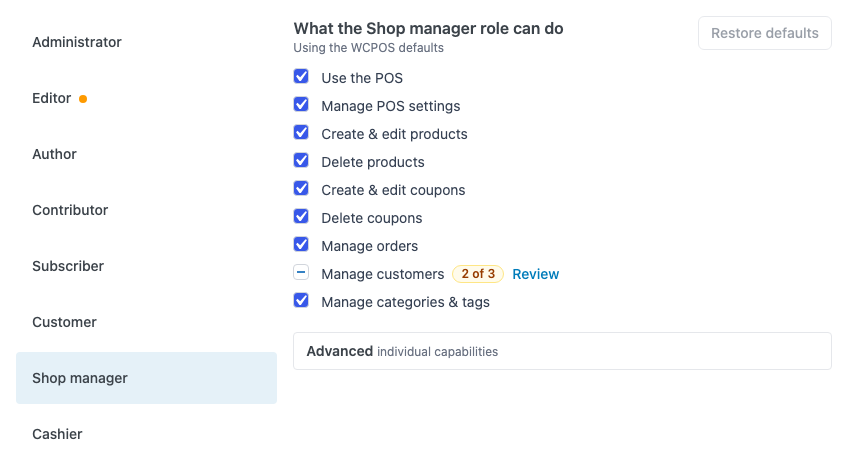 Administrator
Editor
Author
Contributor
Subscriber
Customer
Shop manager
Cashier
What the Shop manager role can do
Using the WCPOS defaults
Restore defaults
Use the POS
Manage POS settings
Create & edit products
Delete products
Create & edit coupons
Delete coupons
Manage orders
Manage customers 2 of 3 Review
Manage categories & tags
Advanced individual capabilities